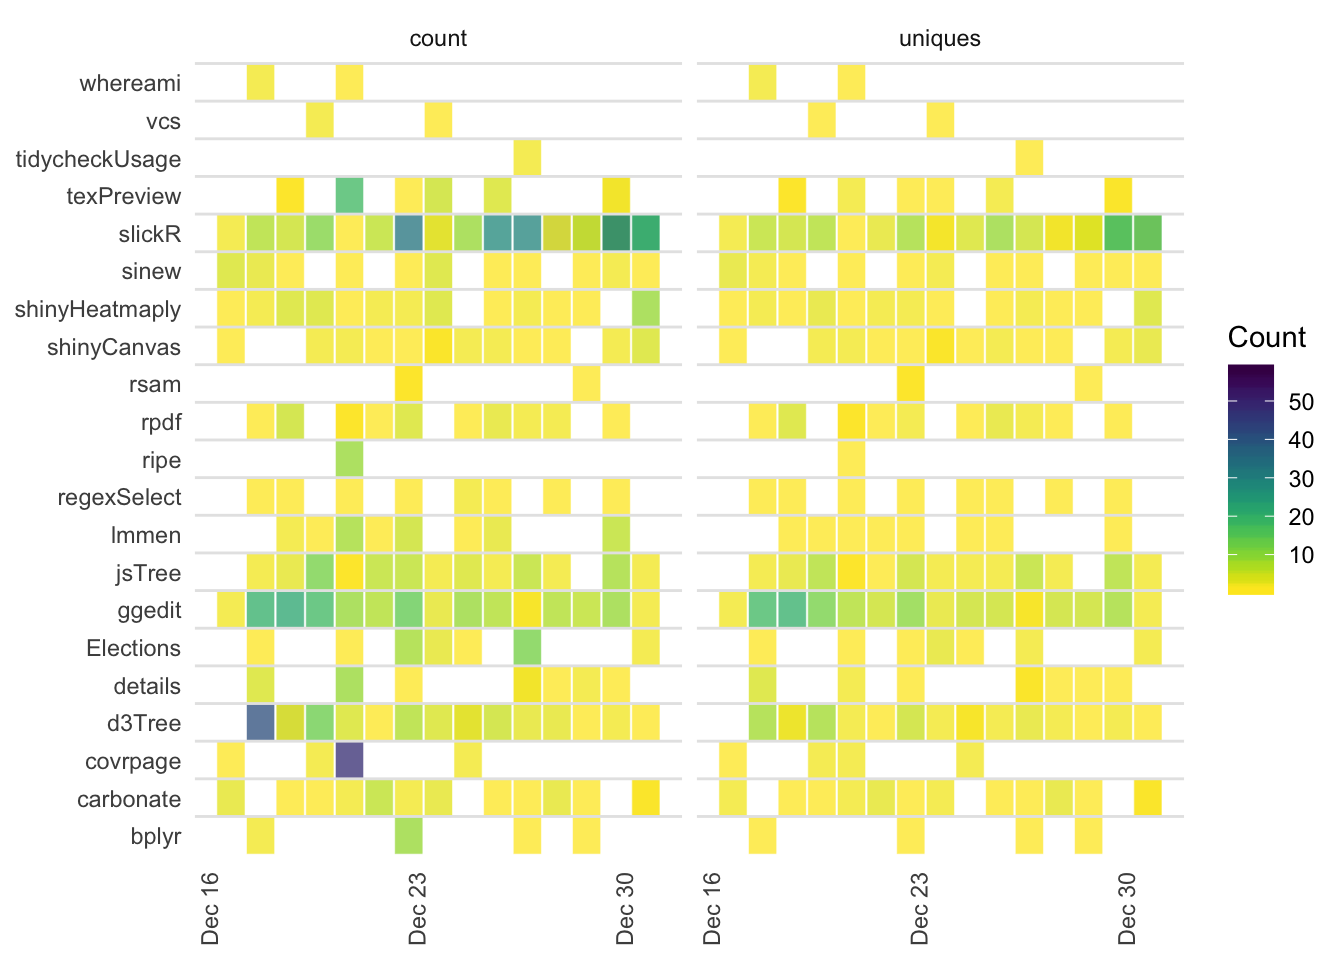 count
uniques
whereami
vcs
tidycheckUsage
texPreview
slickR
sinew
shinyHeatmaply
shinyCanvas
rsam
rpdf
ripe
regexSelect
lmmen
jsTree
ggedit
Elections
details
d3Tree
covrpage
carbonate
bplyr
Dec 16
Dec 23
Dec 30
Dec 16
Dec 23
Dec 30
Count
50
40
30
20
10